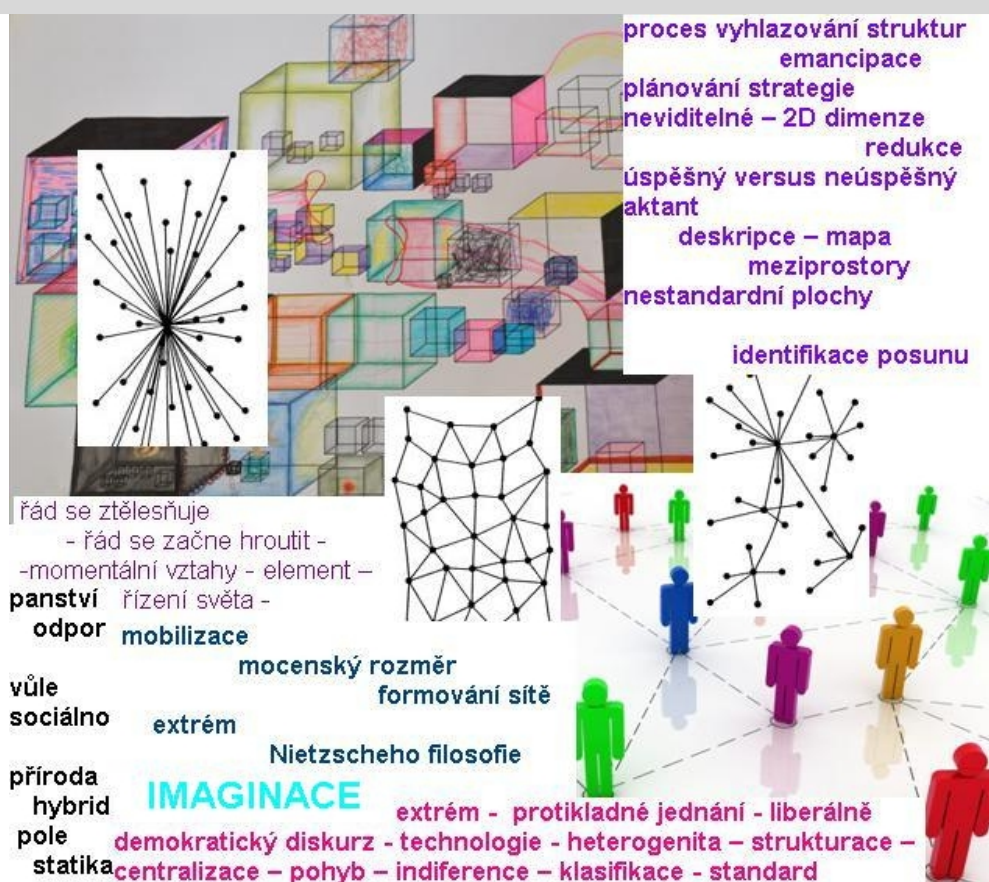 proces vyhlazování struktur
emancipace
plánování strategie
neviditelné – 2D dimenze
redukce
úspěšný versus neúspěšný
aktant
deskripce – mapa
meziprostory
nestandardní plochy
identifikace posunu
řád se ztělesňuje
- řád se začne hroutit -
-momentální vztahy - element –
řízení světa -
panství
odpor
vůle
sociálno
příroda
hybrid
pole
statika
mobilizace
mocenský rozměr
formování sítě
extrém
Nietzscheho filosofie
IMAGINACE
extrém - protikladné jednání - liberálně
demokratický diskurz - technologie - heterogenita – strukturace –
centralizace – pohyb – indiference – klasifikace - standard